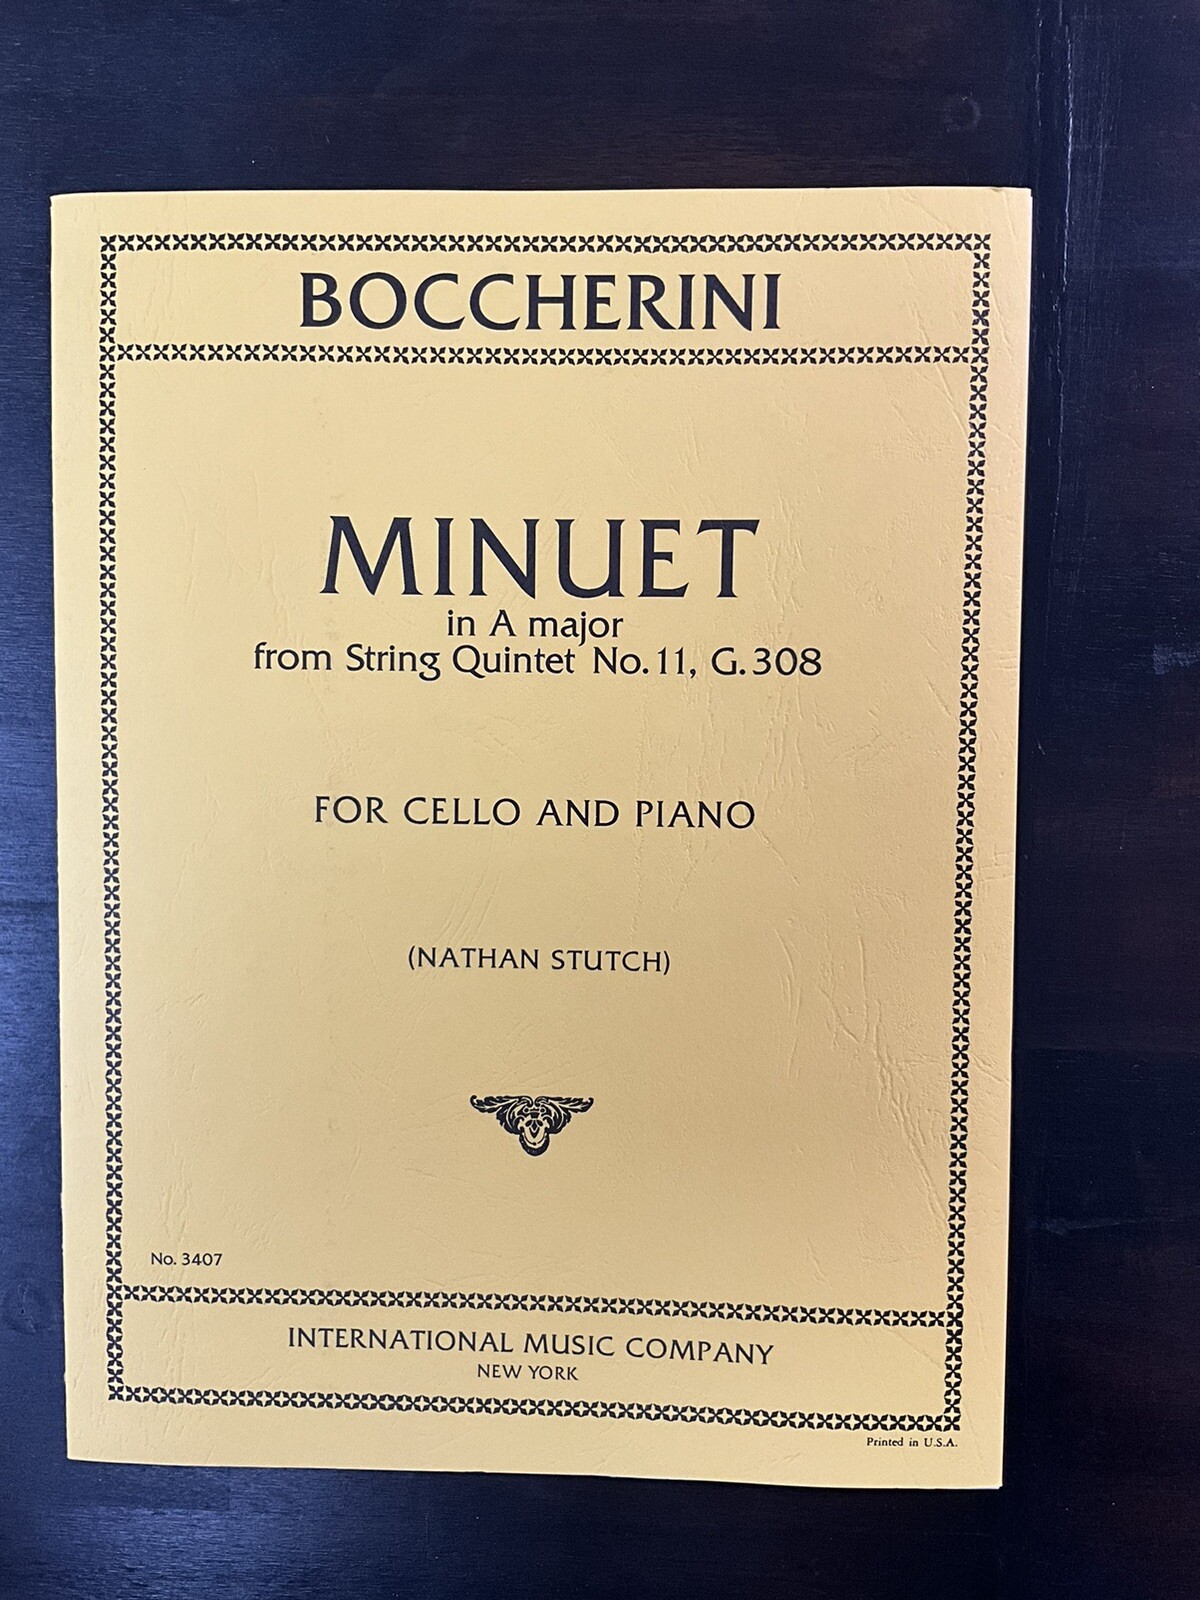 BOCCHERINI
MINUET
in A major
from String Quintet No. 11, G. 308
FOR CELLO AND PIANO
(NATHAN STUTCH)
No. 3407
INTERNATIONAL MUSIC COMPANY
NEW YORK
Printed in U.S.A.